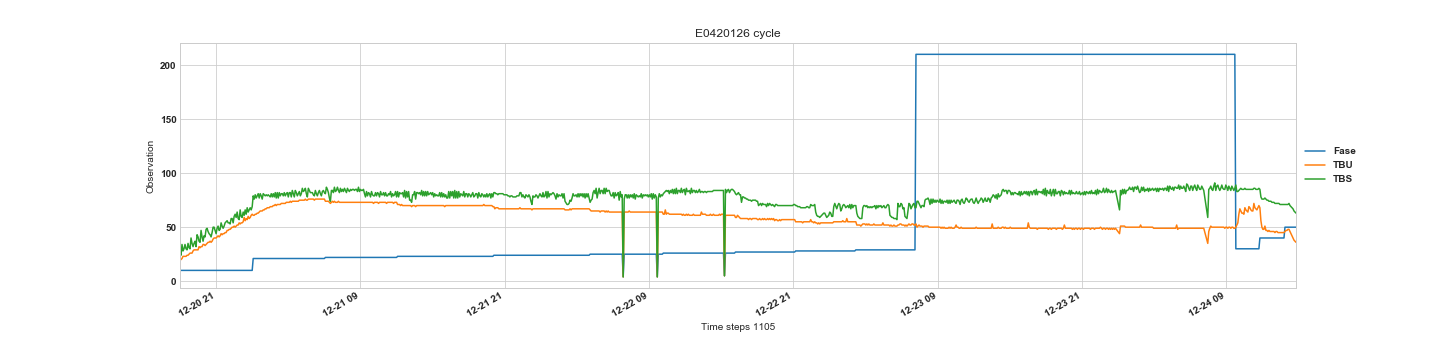 E0420126 cycle
Observation
200
150
100
50
0
12-20 21
12-21 09
12-21 21
12-22 09
12-22 21
12-23 09
12-23 21
12-24 09
Time steps 1105
Fase
TBU
TBS